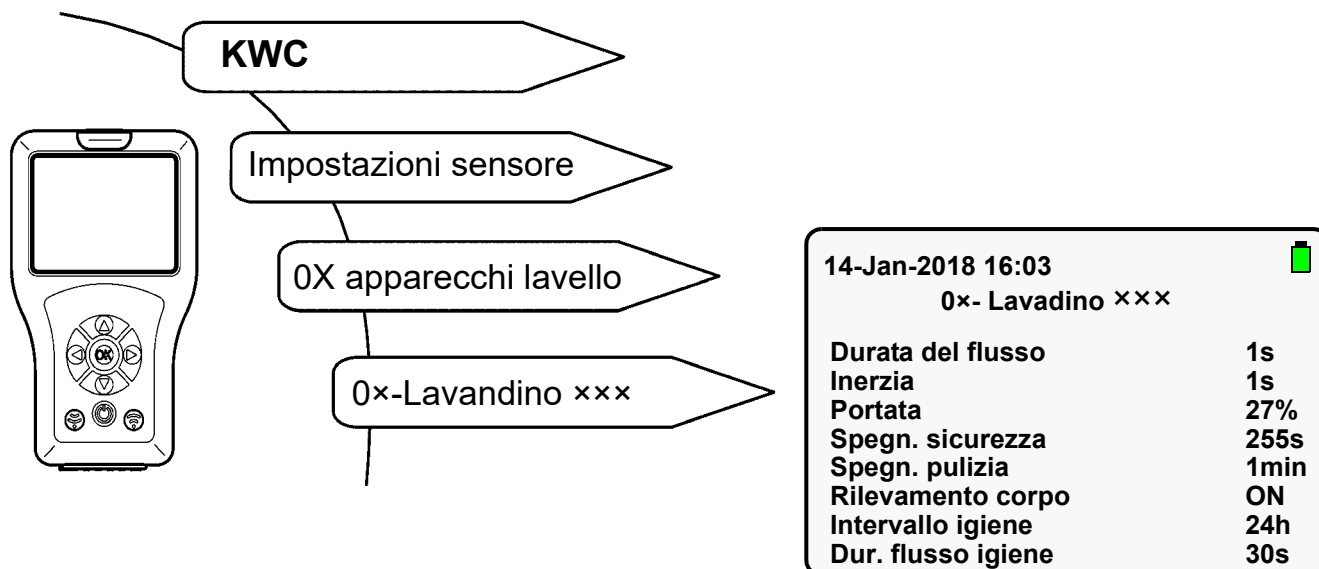 KWC
Impostazioni sensore
0X apparecchi lavello
0×-Lavandino ×××
OK
14-Jan-2018 16:03
0×- Lavadino ×××
Durata del flusso 1s
Inerzia 1s
Portata 27%
Spegn. sicurezza 255s
Spegn. pulizia 1min
Rilevamento corpo ON
Intervallo igiene 24h
Dur. flusso igiene 30s